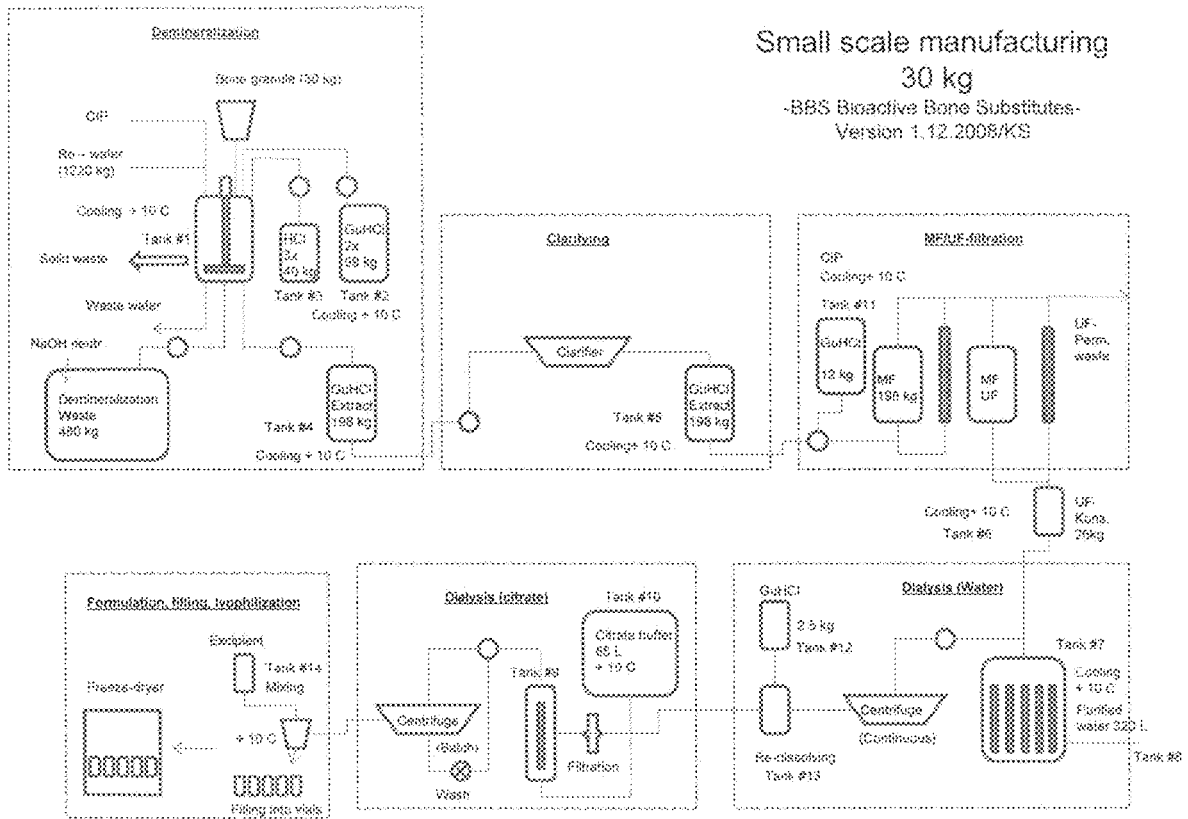 Small scale manufacturing
30 kg
-BBS Bioactive Bone Substitutes-
Version 1.12.2008/KS
Demineralization
Bone granule (30 kg)
CIP
Ro - water
(1220 kg)
Cooling + 10 C
Tank #1
Solid waste
Waste water
NaOH neutr.
Demineralization
Waste
480 kg
HCl
3x
40 kg
Tank #3
GuHCl
2x
99 kg
Tank #2
Cooling + 10 C
GuHCl
Extract
198 kg
Tank #4
Cooling + 10 C
Clarifying
Clarifier
GuHCl
Extract
198 kg
Tank #5
Cooling+ 10 C
MF/UF-filtration
CIP
Cooling+ 10 C
Tank #11
GuHCl
12 kg
MF
198 kg
MF
UF
UF-
Perm.
waste
Cooling+ 10 C
Tank #6
UF-
Kons.
Formulation, filling, lyophilization
Excipient
Tank #14
Mixing
Freeze-dryer
+ 10 C
Filling into vials
Dialysis (citrate)
Tank #10
Citrate buffer
+ 10 C
Tank #9
Centrifuge
(Batch)
Wash
Filtration
Dialysis (Water)
GuHCl
2.5 kg
Tank #12
Tank #7
Cooling
+ 10 C
Purified
water 320 L
Tank #8
Centrifuge
(Continuous)
Re-dissolving
Tank #13